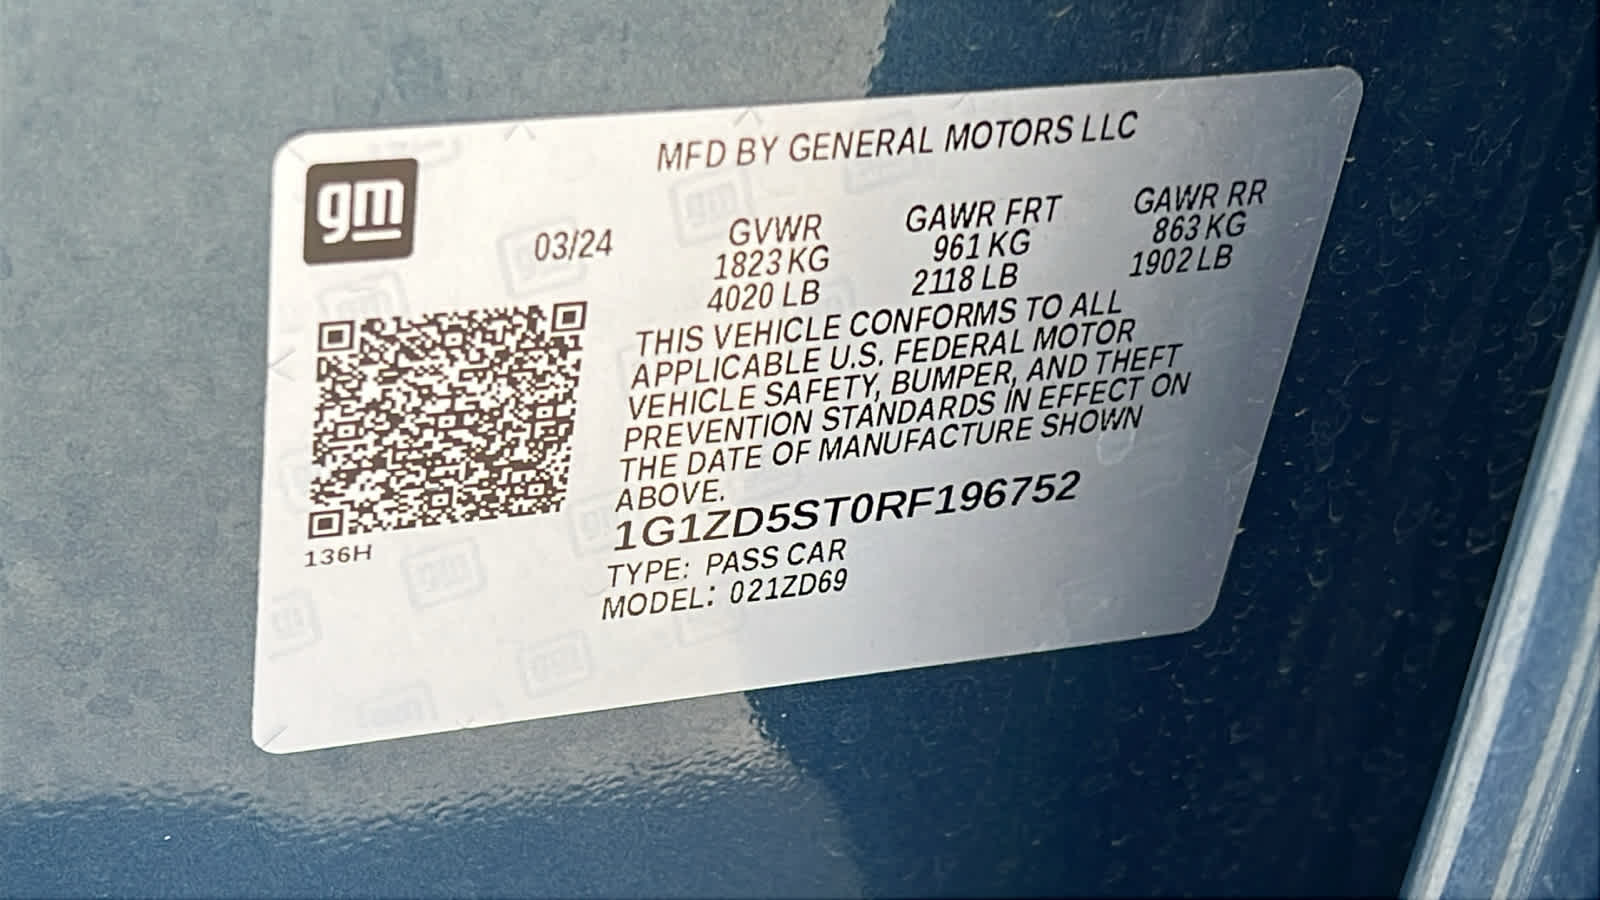 MFD BY GENERAL MOTORS LLC
gm
03/24
GVWR
1823 KG
4020 LB
GAWR FRT
961 KG
2118 LB
GAWR RR
863 KG
1902 LB
THIS VEHICLE CONFORMS TO ALL
APPLICABLE U.S. FEDERAL MOTOR
VEHICLE SAFETY, BUMPER, AND THEFT
PREVENTION STANDARDS IN EFFECT ON
THE DATE OF MANUFACTURE SHOWN
ABOVE.
1G1ZD5ST0RF196752
TYPE: PASS CAR
MODEL: 021ZD69
136H